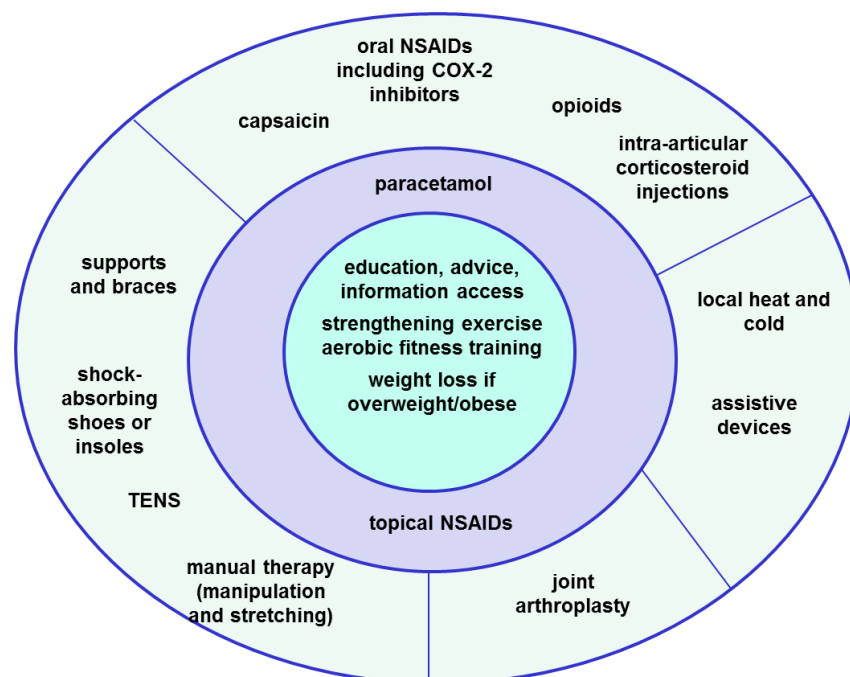 oral NSAIDs
including COX-2
inhibitors
opioids
capsaicin
intra-articular
corticosteroid
injections
paracetamol
supports
and braces
education, advice,
information access
strengthening exercise
aerobic fitness training
weight loss if
overweight/obese
local heat and
cold
shock-
absorbing
shoes or
insoles
assistive
devices
TENS
topical NSAIDs
manual therapy
(manipulation
and stretching)
joint
arthroplasty